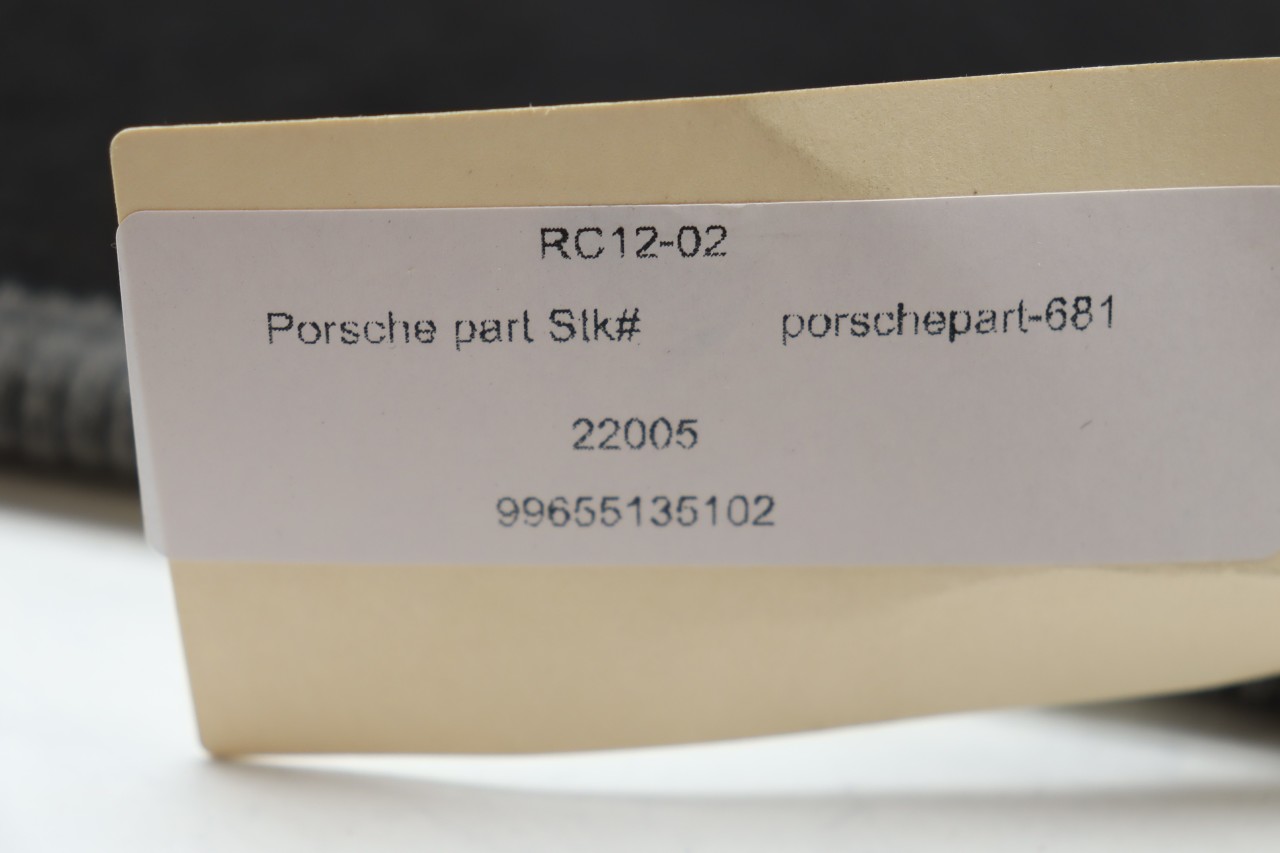 RC12-02
Porsche part Stk# porschepart-681
22005
99655135102